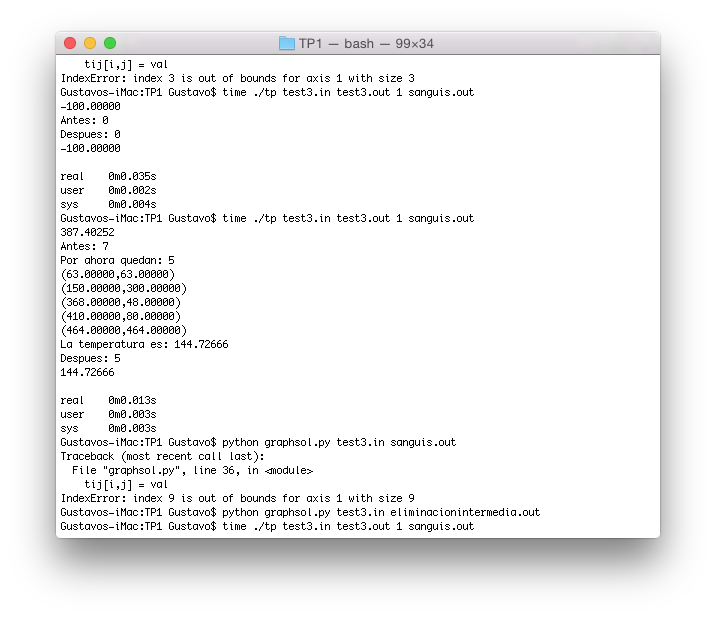 TP1 — bash — 99×34
tij[i,j] = val
IndexError: index 3 is out of bounds for axis 1 with size 3
Gustavos-iMac:TP1 Gustavo$ time ./tp test3.in test3.out 1 sanguis.out
-100.00000
Antes: 0
Despues: 0
-100.00000
real 0m0.035s
user 0m0.002s
sys 0m0.004s
Gustavos-iMac:TP1 Gustavo$ time ./tp test3.in test3.out 1 sanguis.out
387.40252
Antes: 7
Por ahora quedan: 5
(63.00000,63.00000)
(150.00000,300.00000)
(368.00000,48.00000)
(410.00000,80.00000)
(464.00000,464.00000)
La temperatura es: 144.72666
Despues: 5
144.72666
real 0m0.013s
user 0m0.003s
sys 0m0.003s
Gustavos-iMac:TP1 Gustavo$ python graphsol.py test3.in sanguis.out
Traceback (most recent call last):
File "graphsol.py", line 36, in <module>
tij[i,j] = val
IndexError: index 9 is out of bounds for axis 1 with size 9
Gustavos-iMac:TP1 Gustavo$ python graphsol.py test3.in eliminacionintermedia.out
Gustavos-iMac:TP1 Gustavo$ time ./tp test3.in test3.out 1 sanguis.out